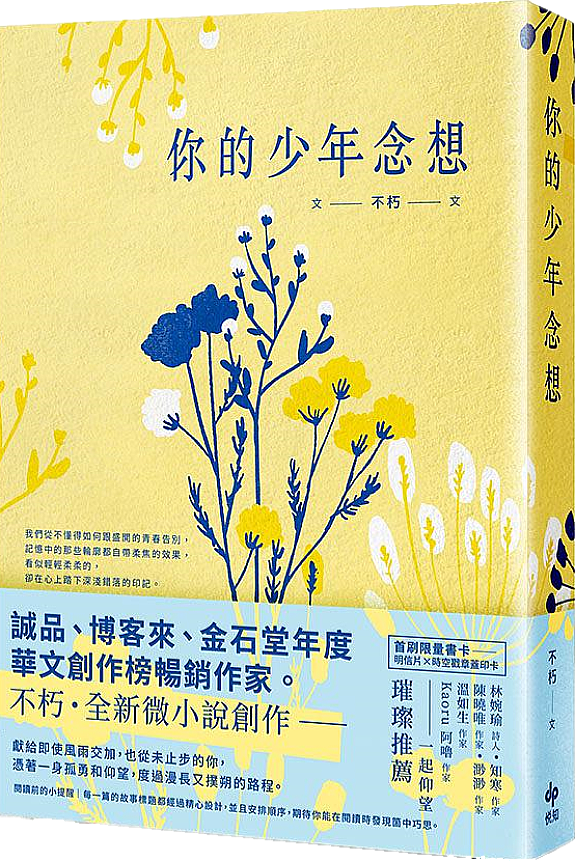 你的少年念想
文 —— 不朽 —— 文
我們從不懂得如何跟盛開的青春告別，
記憶中的那些輪廓都自帶柔焦的效果，
看似輕輕柔柔的，
卻在心上踏下深淺錯落的印記。
誠品、博客來、金石堂年度
華文創作榜暢銷作家。
不朽・全新微小說創作 ——
獻給即使風雨交加，也從未止步的你，
憑著一身孤勇和仰望，度過漫長又撲朔的路程。
閱讀前的小提醒｜每一篇的故事標題都經過精心設計，並且安排順序，期待你能在閱讀時發現箇中巧思。
首刷限量書卡——
明信片×時空戳章蓋印卡
林婉瑜 詩人・知寒 作家
陳曉唯 作家・渺渺 作家
溫如生 作家
Kaoru 阿嚕 作家
—— 一起仰望
璀璨推薦
你的少年念想
不朽 — 文
dp
悦知